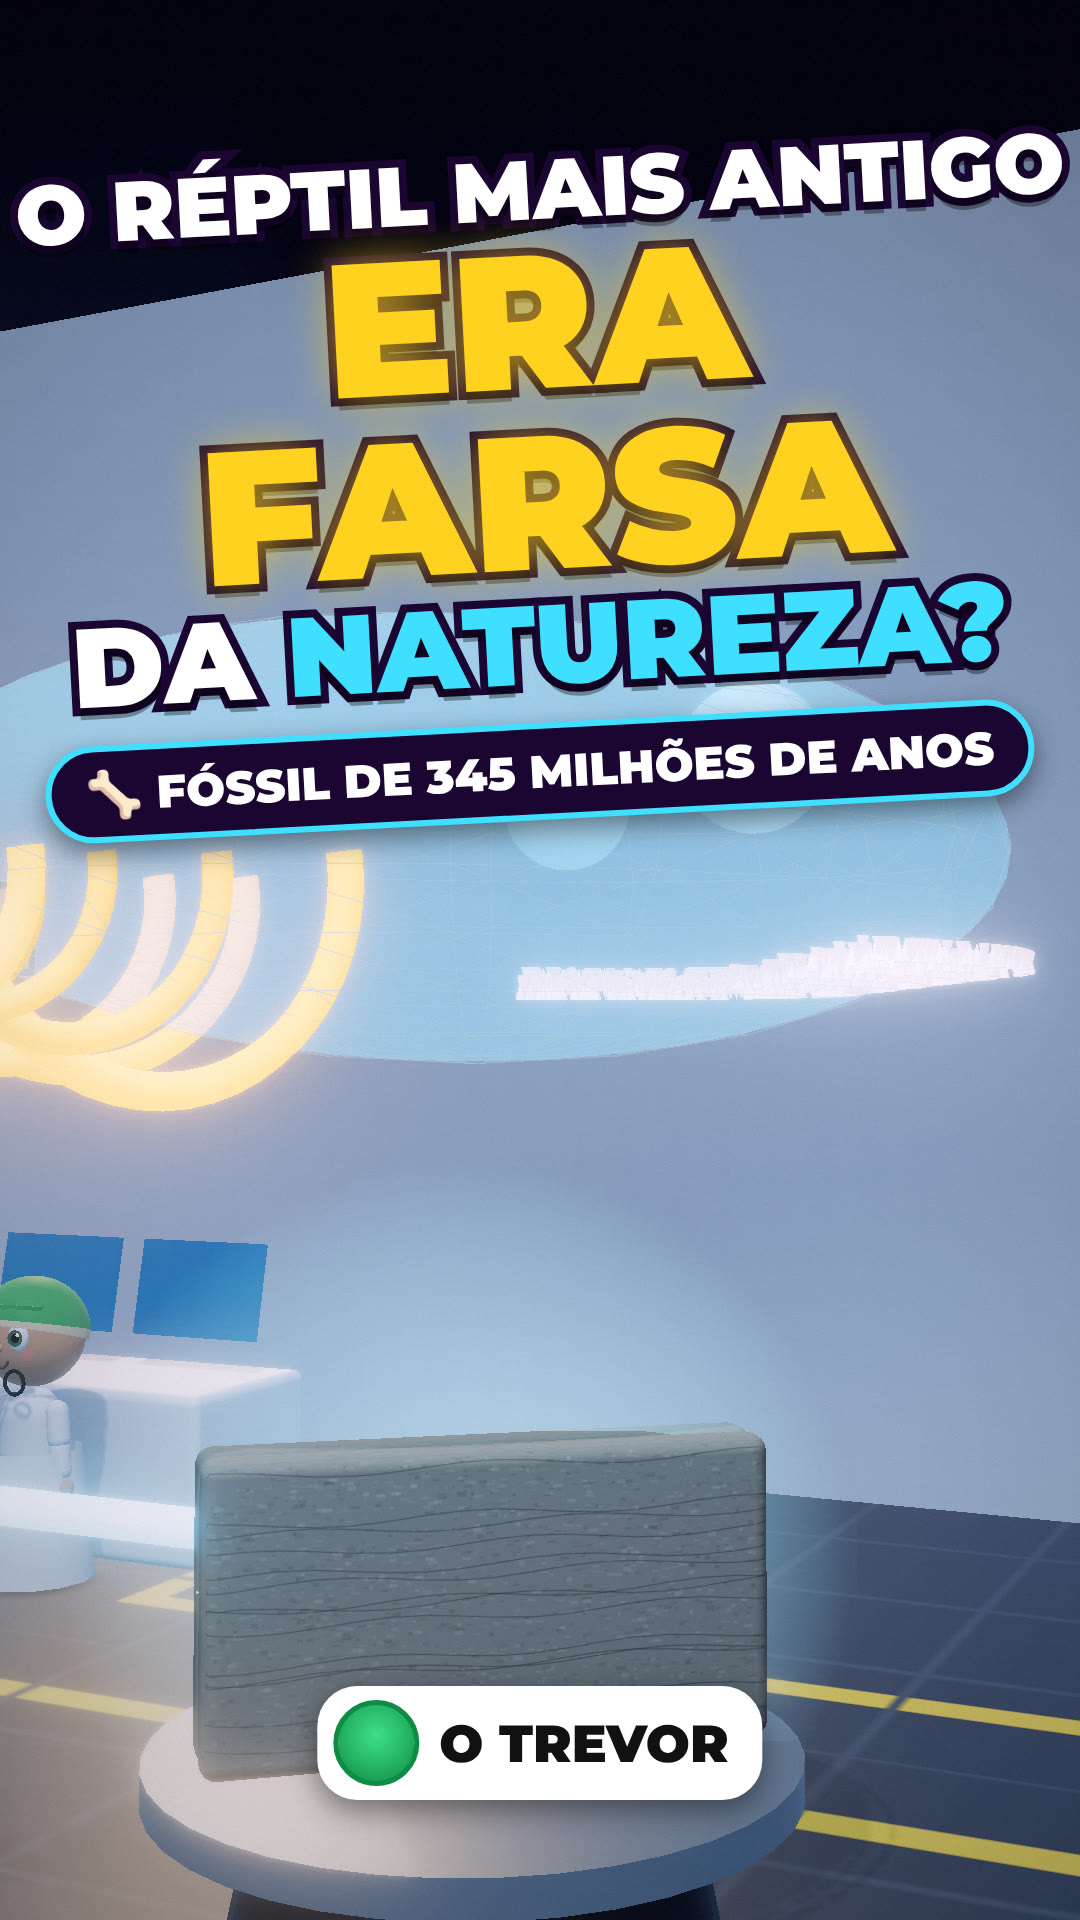 O RÉPTIL MAIS ANTIGO
ERA
FARSA
DA NATUREZA?
🦴 FÓSSIL DE 345 MILHÕES DE ANOS
O TREVOR